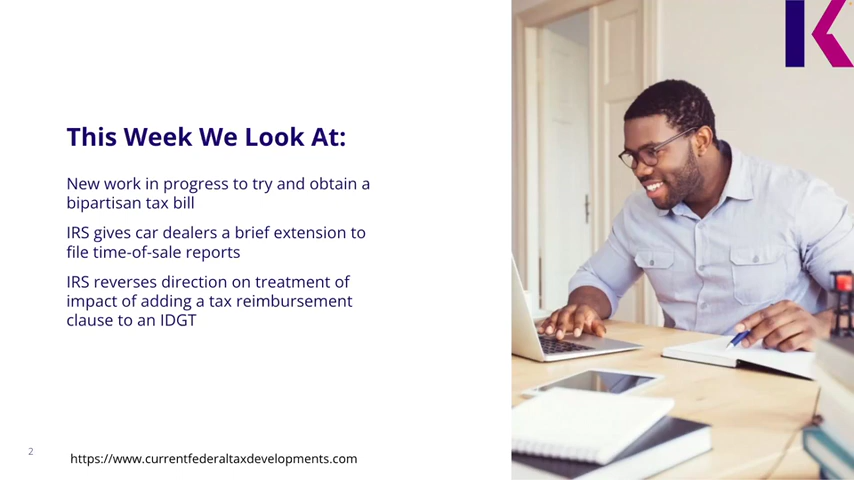 This Week We Look At:
New work in progress to try and obtain a
bipartisan tax bill
IRS gives car dealers a brief extension to
file time-of-sale reports
IRS reverses direction on treatment of
impact of adding a tax reimbursement
clause to an IDGT
2
https://www.currentfederaltaxdevelopments.com
K